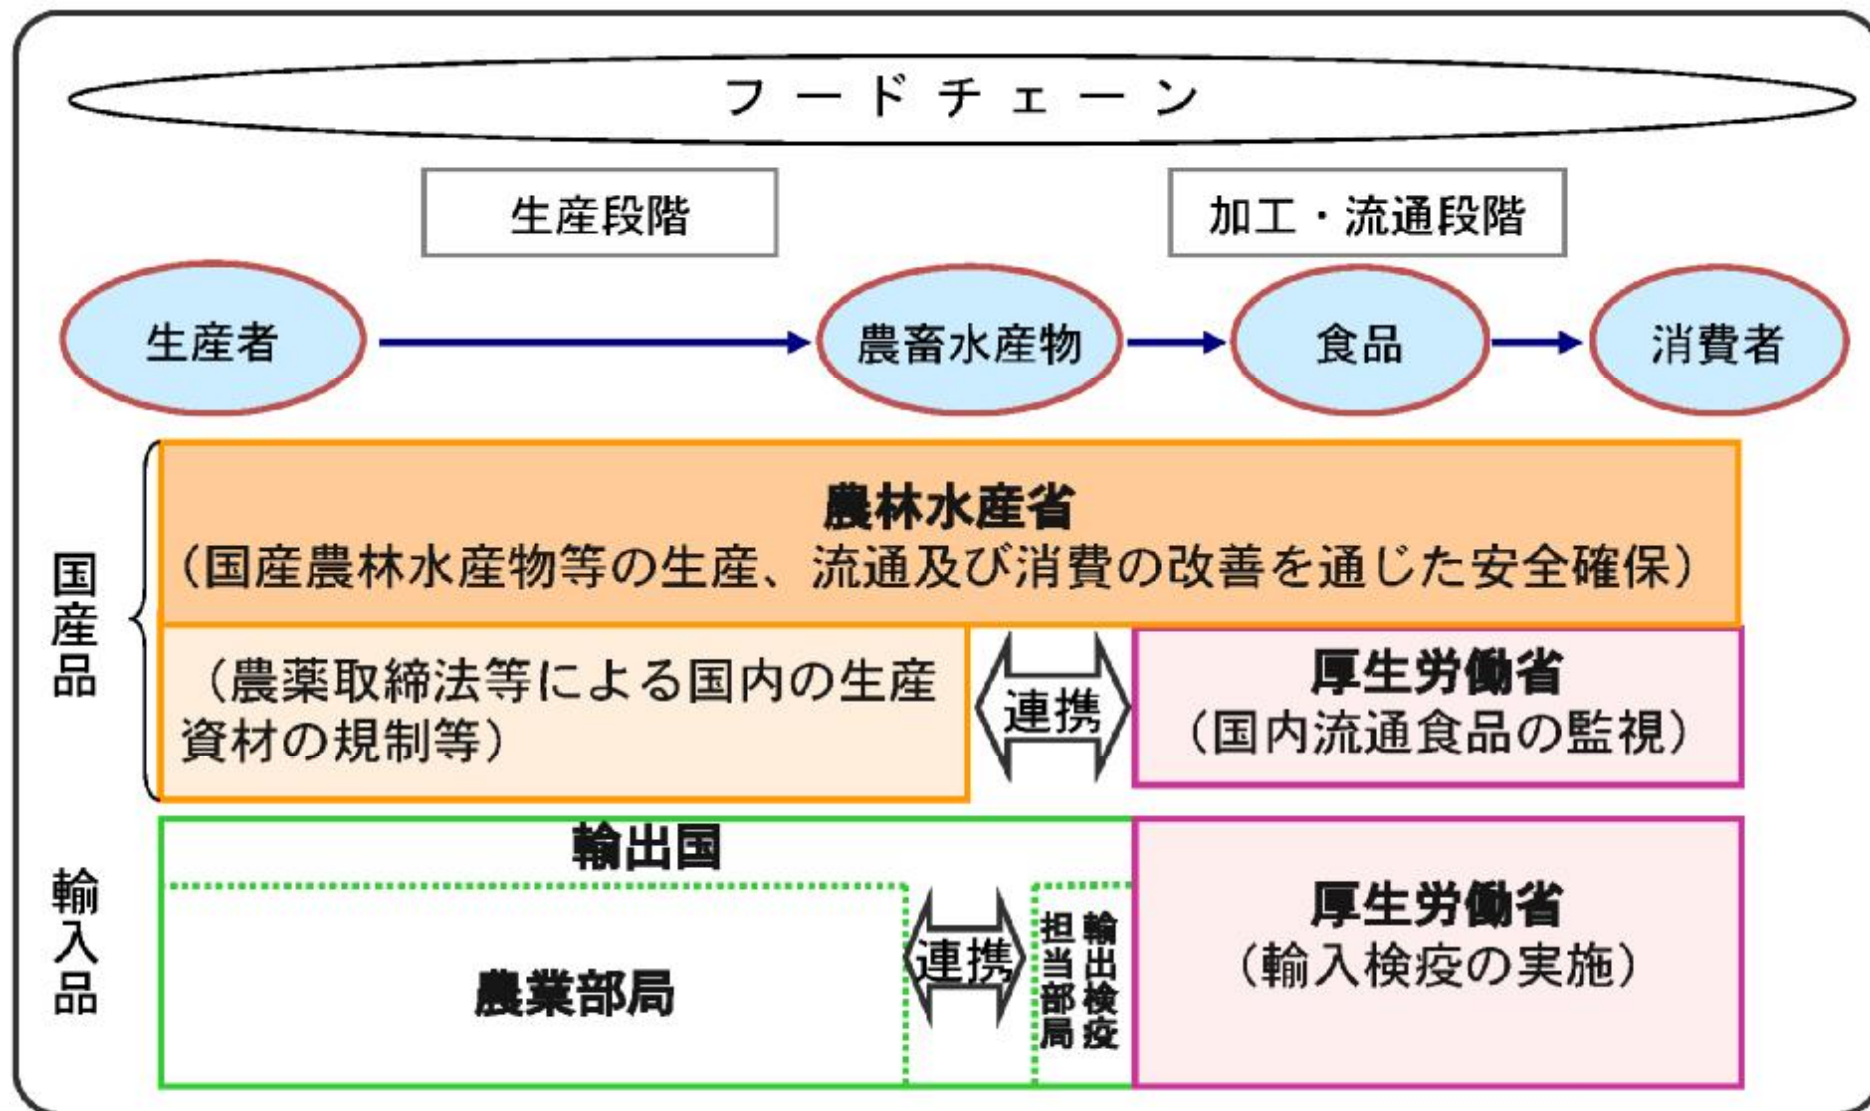 フードチェーン
生産段階
加工・流通段階
生産者
農畜水産物
食品
消費者
国産品
農林水産省
（国産農林水産物等の生産、流通及び消費の改善を通じた安全確保）
（農薬取締法等による国内の生産
資材の規制等）
連携
厚生労働省
（国内流通食品の監視）
輸入品
輸出国
農業部局
連携
輸出検疫
担当部局
厚生労働省
（輸入検疫の実施）